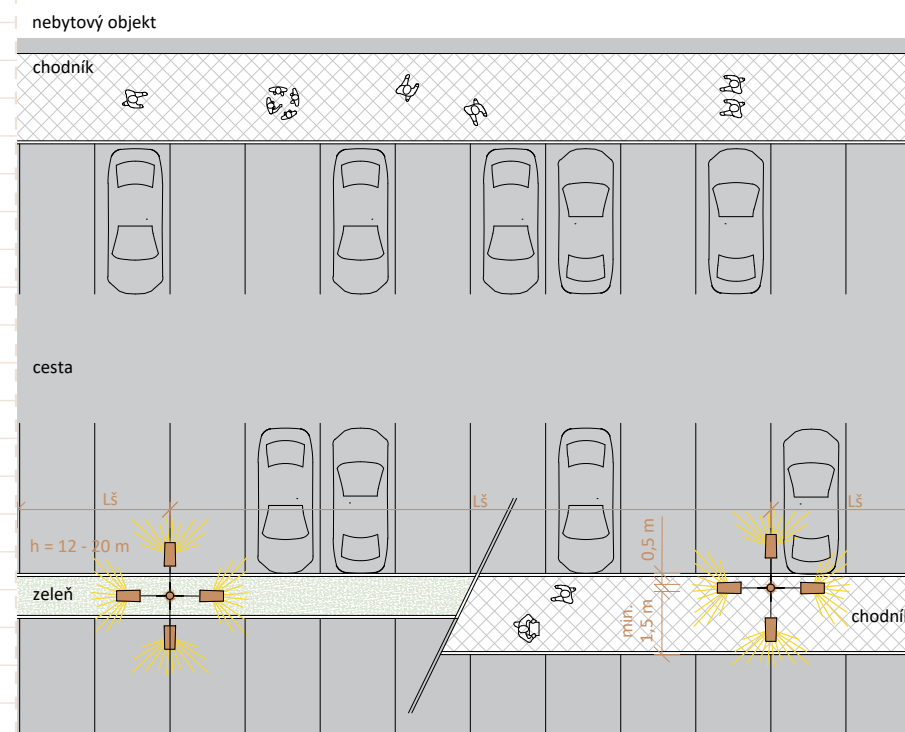 nebytový objekt
chodník
cesta
Lš
Lš
Lš
h = 12 - 20 m
0,5 m
zeleň
min.
1,5 m
chodník